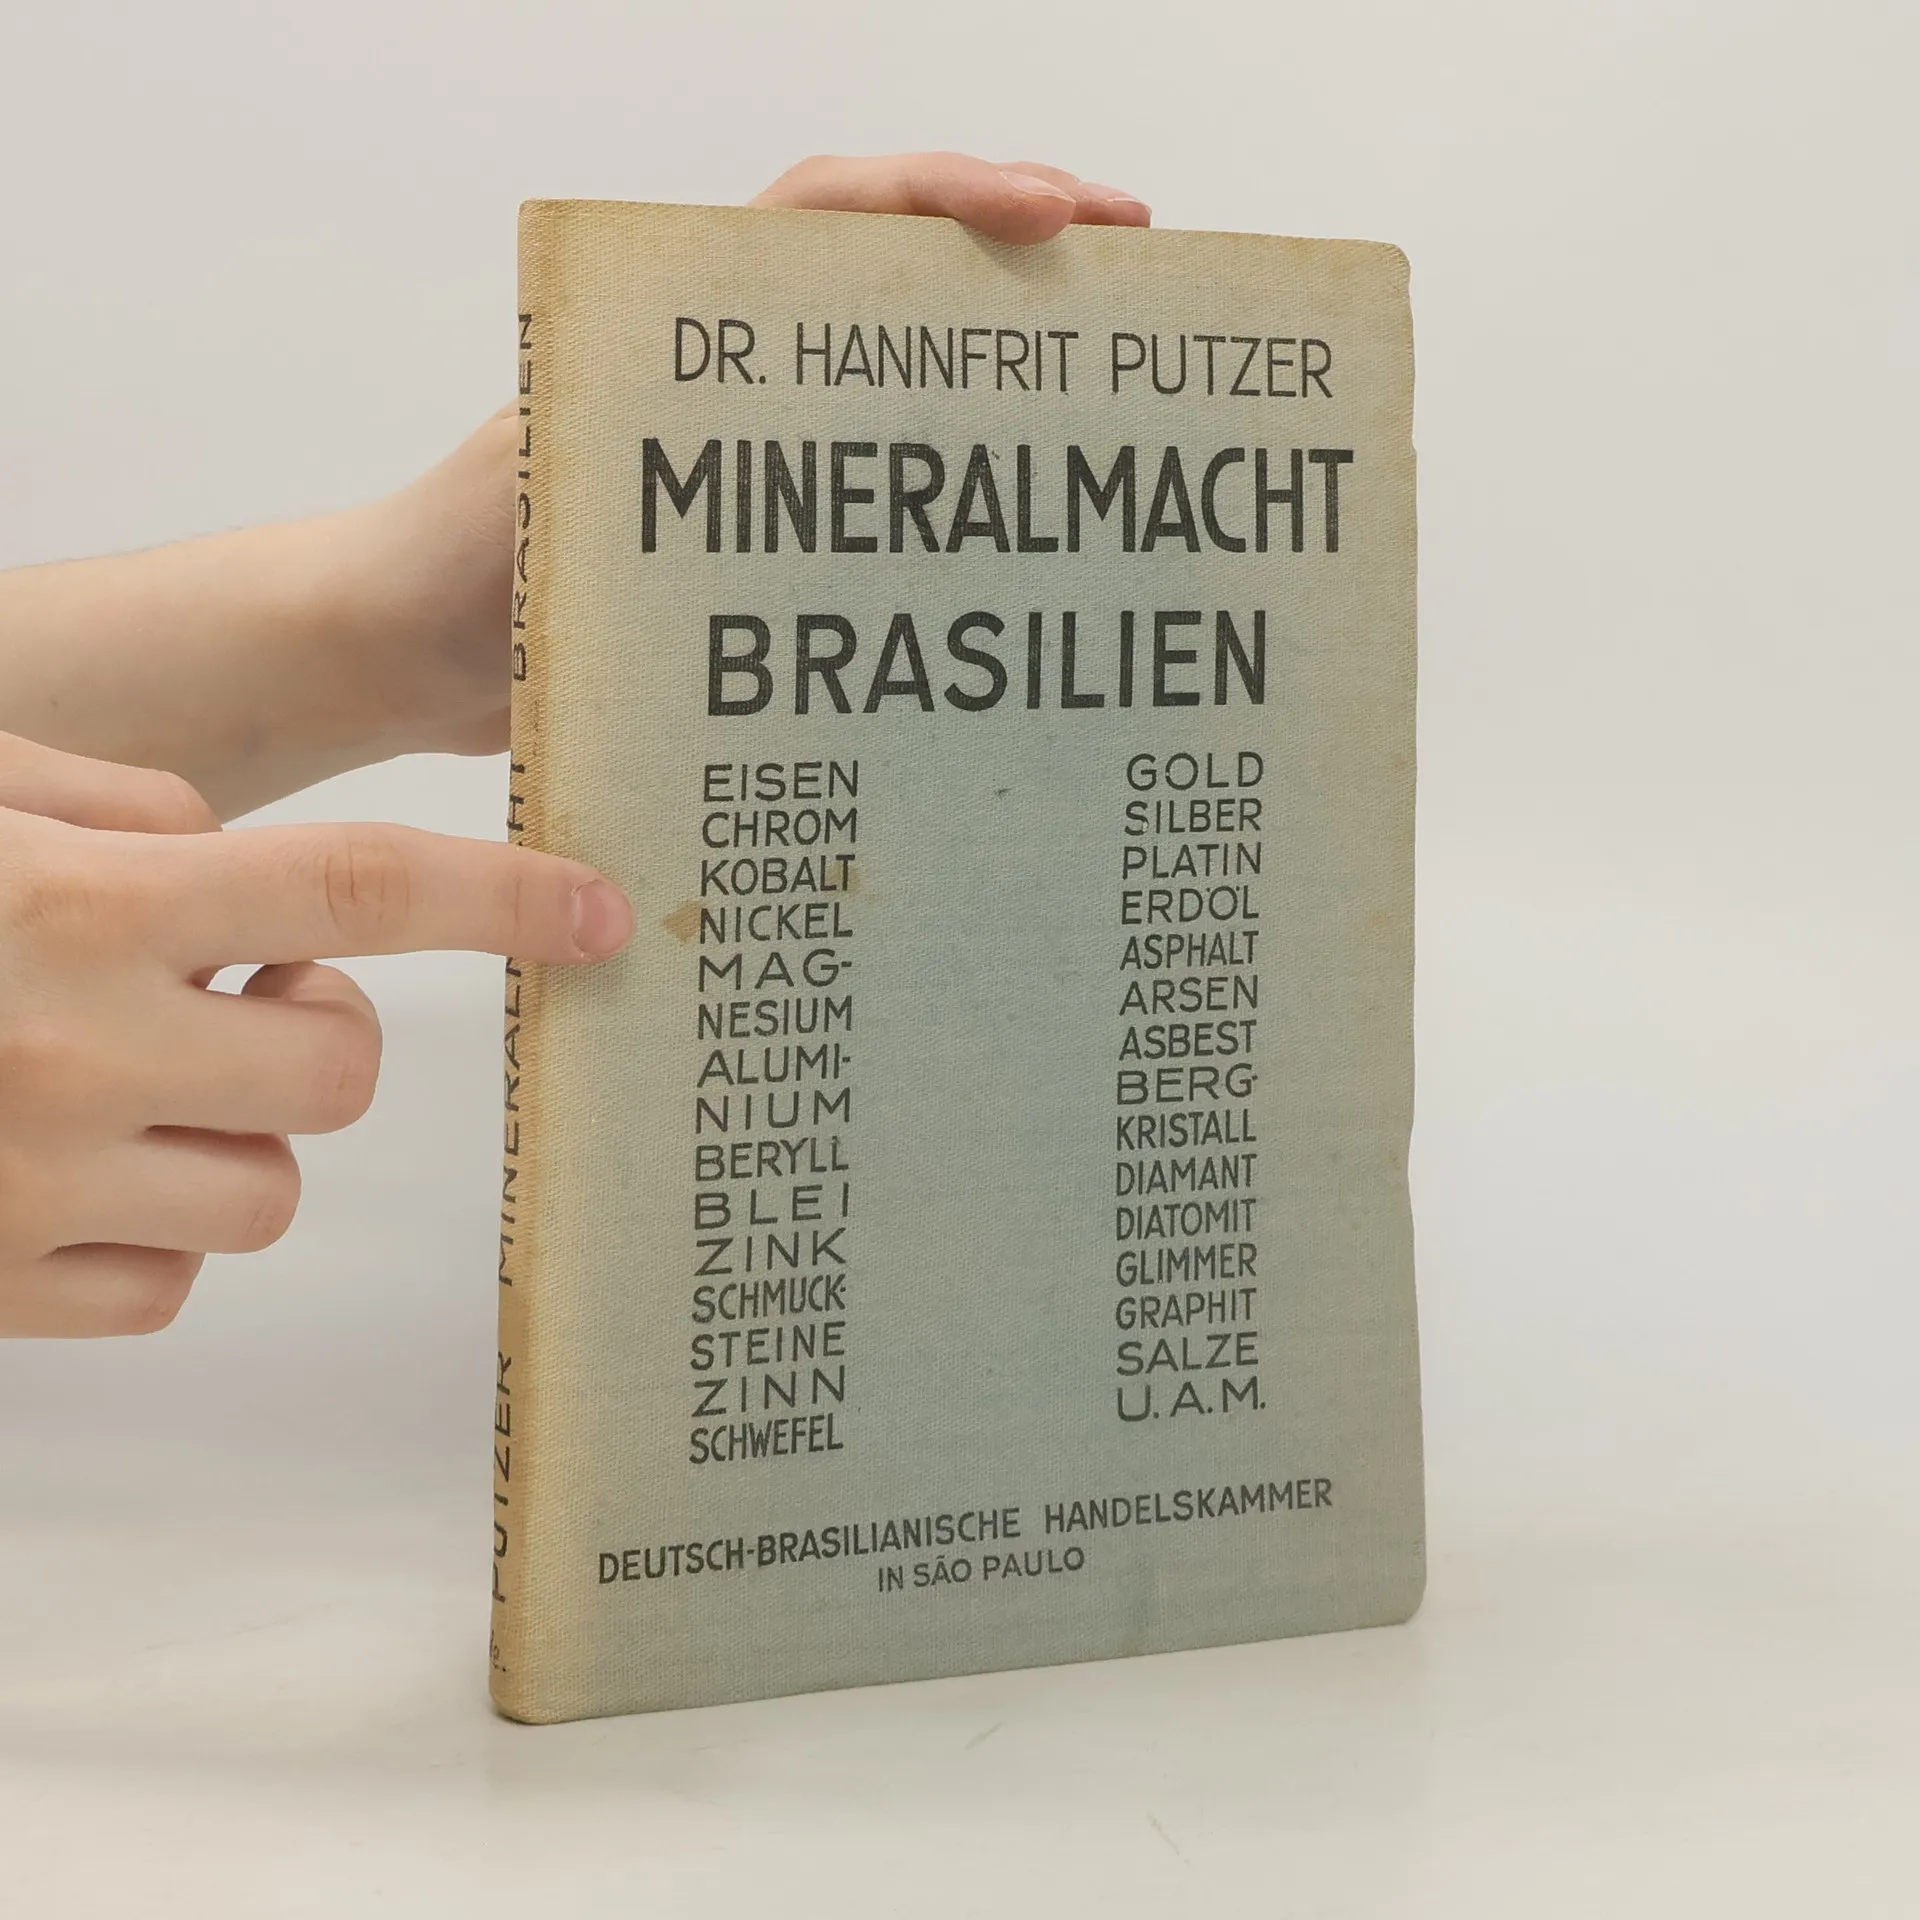 DR. HANNFRIT PUTZER
MINERALMACHT
BRASILIEN
EISEN
CHROM
KOBALT
NICKEL
MAG-
NESIUM
ALUMI-
NIUM
BERYLL
BLEI
ZINK
SCHMUCK-
STEINE
ZINN
SCHWEFEL
GOLD
SILBER
PLATIN
ERDÖL
ASPHALT
ARSEN
ASBEST
BERG-
KRISTALL
DIAMANT
DIATOMIT
GLIMMER
GRAPHIT
SALZE
U. A. M.
DEUTSCH-BRASILIANISCHE HANDELSKAMMER
IN SÃO PAULO
PUTZER MINERALMACHT BRASILIEN